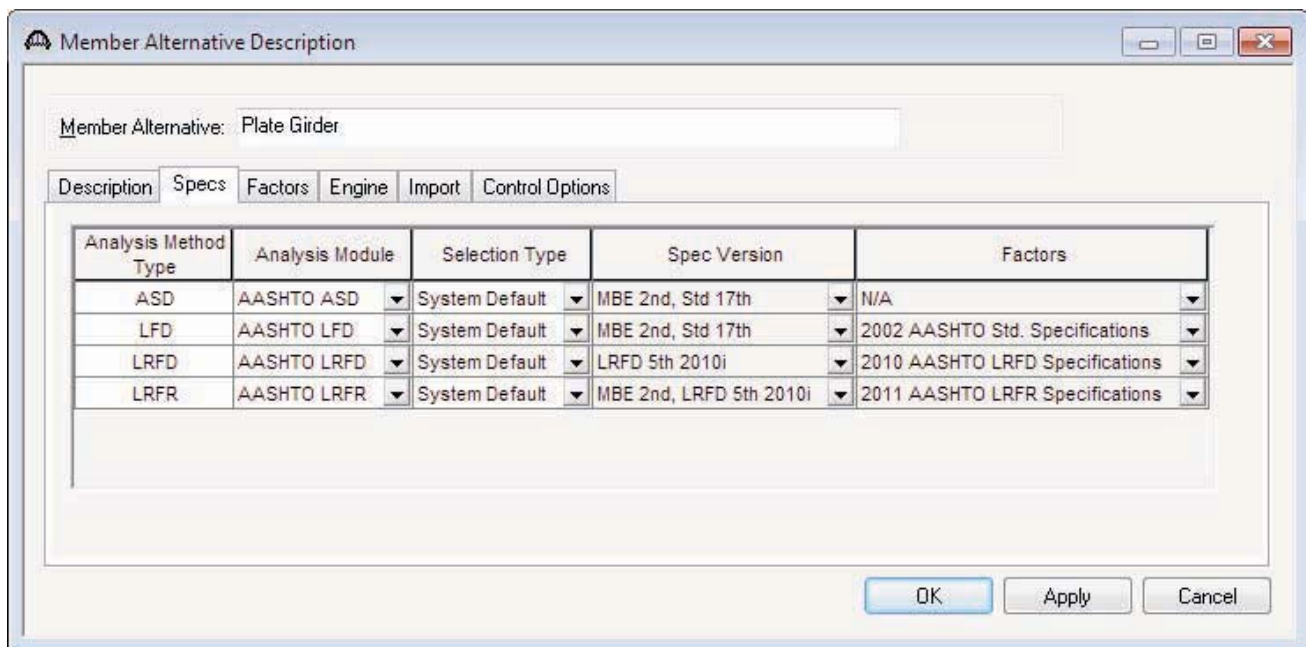 Member Alternative Description
Member Alternative: Plate Girder
Description Specs Factors Engine Import Control Options
Analysis Method Type Analysis Module Selection Type Spec Version Factors
ASD AASHTO ASD System Default MBE 2nd, Std 17th N/A
LFD AASHTO LFD System Default MBE 2nd, Std 17th 2002 AASHTO Std. Specifications
LRFD AASHTO LRFD System Default LRFD 5th 2010i 2010 AASHTO LRFD Specifications
LRFR AASHTO LRFR System Default MBE 2nd, LRFD 5th 2010i 2011 AASHTO LRFR Specifications
OK Apply Cancel